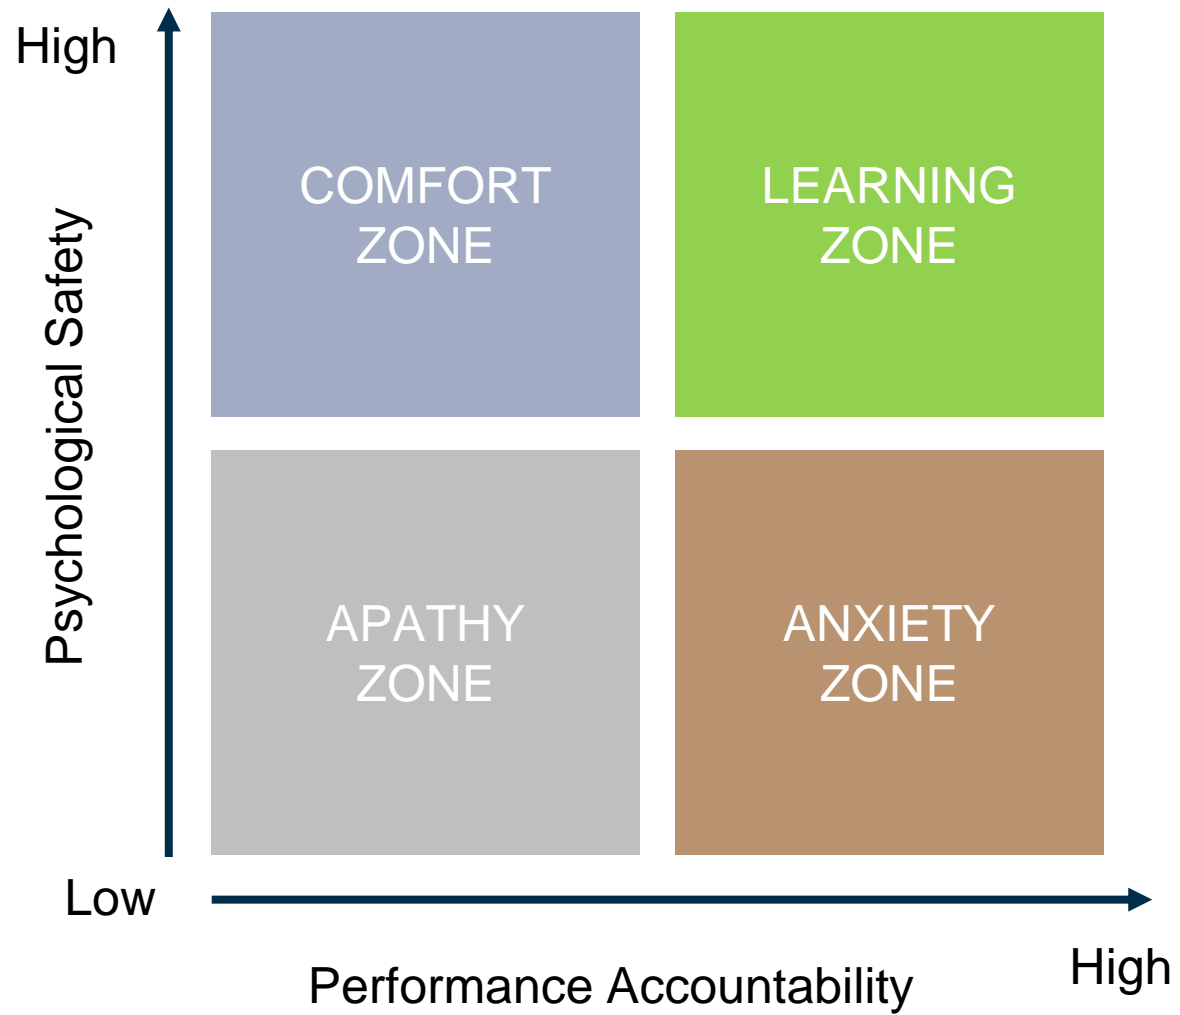 High
Psychological Safety
COMFORT
ZONE
LEARNING
ZONE
APATHY
ZONE
ANXIETY
ZONE
Low
Performance Accountability
High